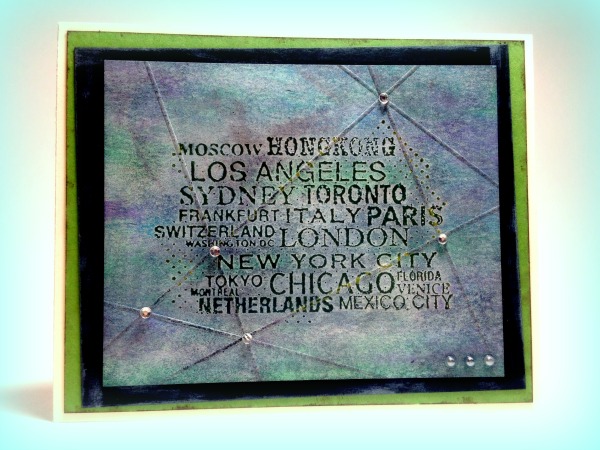 MOSCOW HONGKONG
LOS ANGELES
SYDNEY TORONTO
FRANKFURT ITALY PARIS
SWITZERLAND
WASHINGTON DC LONDON
NEW YORK CITY
TOKYO CHICAGO FLORIDA
MONTREAL VENICE
NETHERLANDS MEXICO CITY